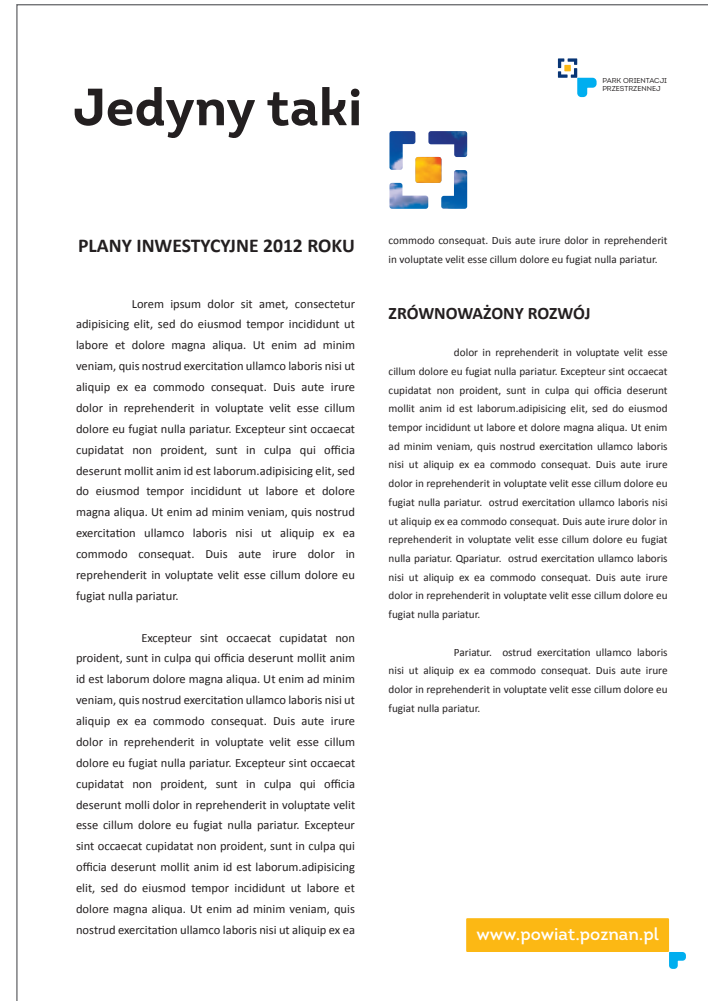 Jedyny taki
PARK ORIENTACJI
PRZESTRZENNEJ
PLANY INWESTYCYJNE 2012 ROKU
Lorem ipsum dolor sit amet, consectetur
adipisicing elit, sed do eiusmod tempor incididunt ut
labore et dolore magna aliqua. Ut enim ad minim
veniam, quis nostrud exercitation ullamco laboris nisi ut
aliquip ex ea commodo consequat. Duis aute irure
dolor in reprehenderit in voluptate velit esse cillum
dolore eu fugiat nulla pariatur. Excepteur sint occaecat
cupidatat non proident, sunt in culpa qui officia
deserunt mollit anim id est laborum.adipisicing elit, sed
do eiusmod tempor incididunt ut labore et dolore
magna aliqua. Ut enim ad minim veniam, quis nostrud
exercitation ullamco laboris nisi ut aliquip ex ea
commodo consequat. Duis aute irure dolor in
reprehenderit in voluptate velit esse cillum dolore eu
fugiat nulla pariatur.
Excepteur sint occaecat cupidatat non
proident, sunt in culpa qui officia deserunt mollit anim
id est laborum dolore magna aliqua. Ut enim ad minim
veniam, quis nostrud exercitation ullamco laboris nisi ut
aliquip ex ea commodo consequat. Duis aute irure
dolor in reprehenderit in voluptate velit esse cillum
dolore eu fugiat nulla pariatur. Excepteur sint occaecat
cupidatat non proident, sunt in culpa qui officia
deserunt molli dolor in reprehenderit in voluptate velit
esse cillum dolore eu fugiat nulla pariatur. Excepteur
sint occaecat cupidatat non proident, sunt in culpa qui
officia deserunt mollit anim id est laborum.adipisicing
elit, sed do eiusmod tempor incididunt ut labore et
dolore magna aliqua. Ut enim ad minim veniam, quis
nostrud exercitation ullamco laboris nisi ut aliquip ex ea
commodo consequat. Duis aute irure dolor in reprehenderit
in voluptate velit esse cillum dolore eu fugiat nulla pariatur.
ZRÓWNOWAŻONY ROZWÓJ
dolor in reprehenderit in voluptate velit esse
cillum dolore eu fugiat nulla pariatur. Excepteur sint occaecat
cupidatat non proident, sunt in culpa qui officia deserunt
mollit anim id est laborum.adipisicing elit, sed do eiusmod
tempor incididunt ut labore et dolore magna aliqua. Ut enim
ad minim veniam, quis nostrud exercitation ullamco laboris
nisi ut aliquip ex ea commodo consequat. Duis aute irure
dolor in reprehenderit in voluptate velit esse cillum dolore eu
fugiat nulla pariatur. ostrud exercitation ullamco laboris nisi
ut aliquip ex ea commodo consequat. Duis aute irure dolor in
reprehenderit in voluptate velit esse cillum dolore eu fugiat
nulla pariatur. Qpariatur. ostrud exercitation ullamco laboris
nisi ut aliquip ex ea commodo consequat. Duis aute irure
dolor in reprehenderit in voluptate velit esse cillum dolore eu
fugiat nulla pariatur.
Pariatur. ostrud exercitation ullamco laboris
nisi ut aliquip ex ea commodo consequat. Duis aute irure
dolor in reprehenderit in voluptate velit esse cillum dolore eu
fugiat nulla pariatur.
www.powiat.poznan.pl